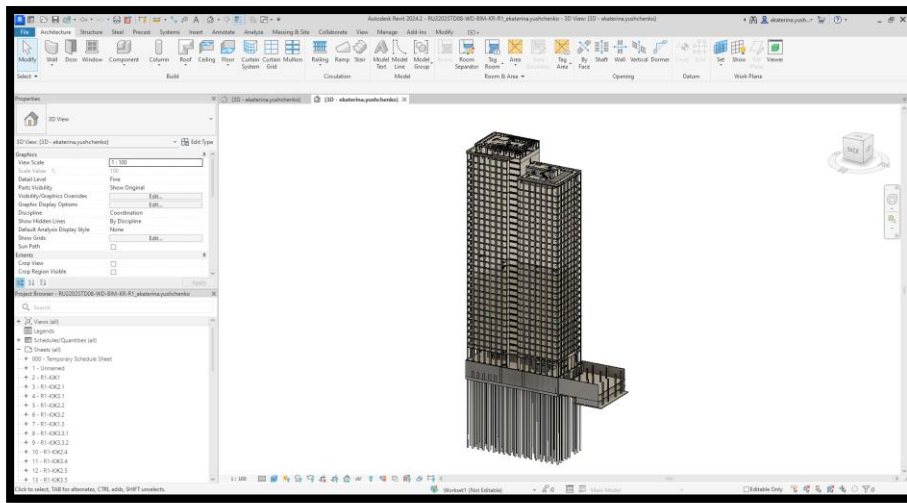 Autodesk Revit 2024.2 - RU22025TD06-WD-BIM-KR-R1_ekaterina.yushchenko - 3D View: {3D - ekaterina.yushchenko}
ekaterina.yush...
File Architecture Structure Steel Precast Systems Insert Annotate Analyze Massing & Site Collaborate View Manage Add-Ins Modify
Modify Wall Door Window Component Column Roof Ceiling Floor Curtain System Curtain Grid Mullion Railing Ramp Stair Model Text Model Line Model Group Room Separator Tag Room Area Tag Area By Face Shaft Wall Vertical Dormer Set Show Viewer
Select Build Circulation Model Room & Area Opening Datum Work Plane
Properties
{3D - ekaterina.yushchenko}
{3D - ekaterina.yushchenko}
3D View
3D View: {3D - ekaterina.yushchenko} Edit Type
Graphics
View Scale 1 : 100
Scale Value 1: 100
Detail Level Fine
Parts Visibility Show Original
Visibility/Graphics Overrides Edit...
Graphic Display Options Edit...
Discipline Coordination
Show Hidden Lines By Discipline
Default Analysis Display Style None
Show Grids Edit...
Sun Path
Extents
Crop View
Crop Region Visible
Apply
BACK
Project Browser - RU22025TD06-WD-BIM-KR-R1_ekaterina.yushchenko
Search
Views (all)
Legends
Schedules/Quantities (all)
Sheets (all)
000 - Temporary Schedule Sheet
1 - Unnamed
1 : 100
Click to select, TAB for alternates, CTRL adds, SHIFT unselects.
Workset1 (Not Editable)
:0
Main Model
Editable Only
:0